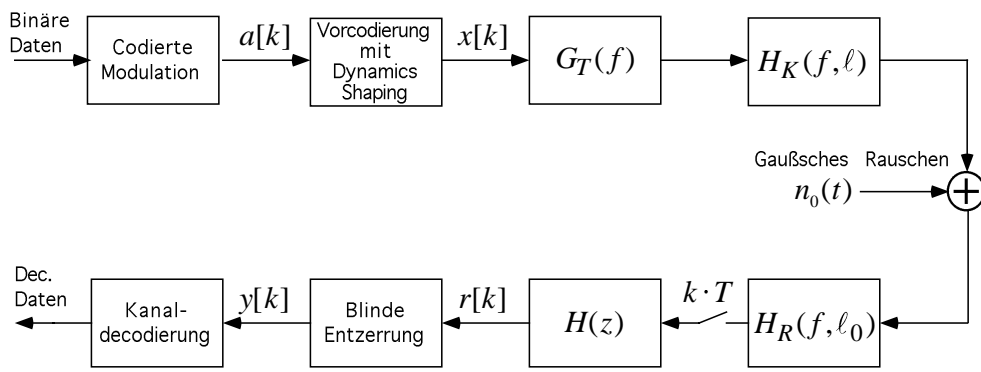 Binäre
Daten
Codierte
Modulation
a[k]
Vorcodierung
mit
Dynamics
Shaping
x[k]
G_T(f)
H_K(f,ℓ)
Gaußsches Rauschen
n_0(t)
Dec.
Daten
Kanal-
decodierung
y[k]
Blinde
Entzerrung
r[k]
H(z)
k · T
H_R(f,ℓ_0)